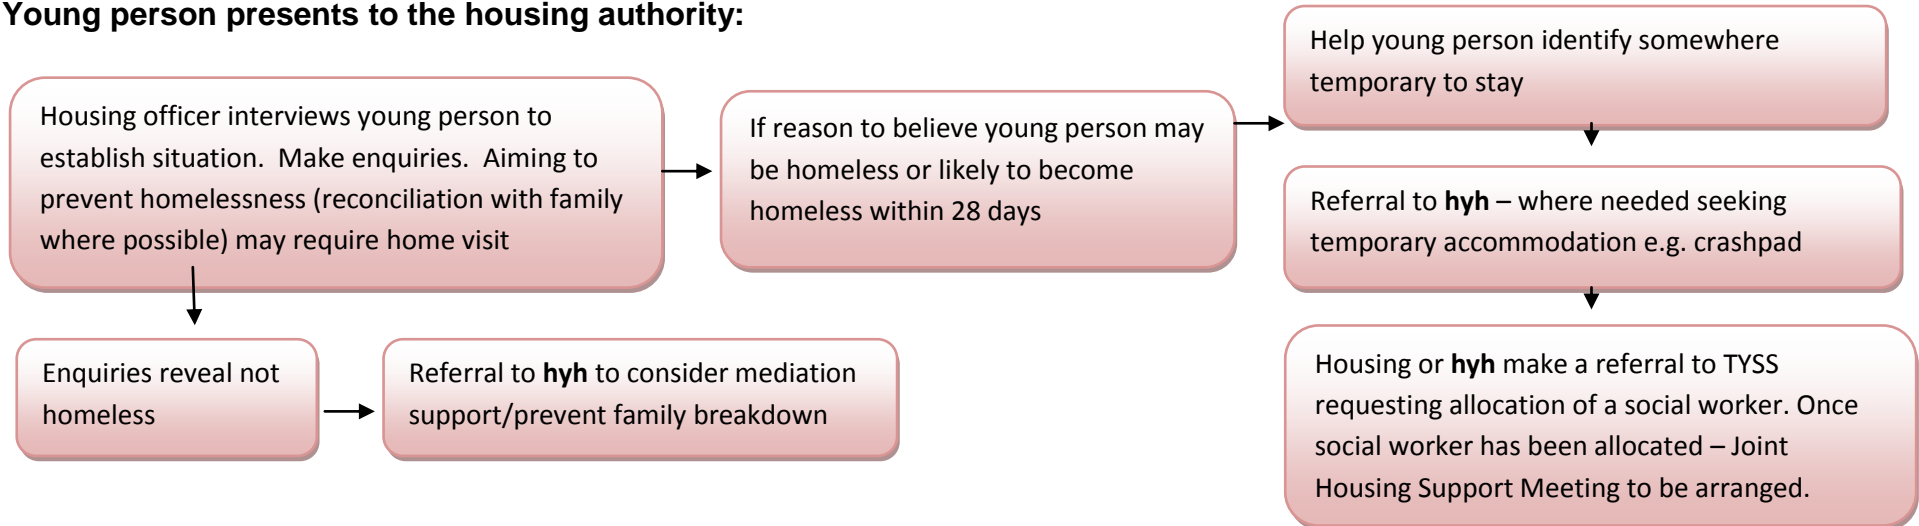 Young person presents to the housing authority:
Housing officer interviews young person to
establish situation.  Make enquiries.  Aiming to
prevent homelessness (reconciliation with family
where possible) may require home visit
If reason to believe young person may
be homeless or likely to become
homeless within 28 days
Help young person identify somewhere
temporary to stay
Referral to hyh – where needed seeking
temporary accommodation e.g. crashpad
Housing or hyh make a referral to TYSS
requesting allocation of a social worker. Once
social worker has been allocated – Joint
Housing Support Meeting to be arranged.
Enquiries reveal not
homeless
Referral to hyh to consider mediation
support/prevent family breakdown